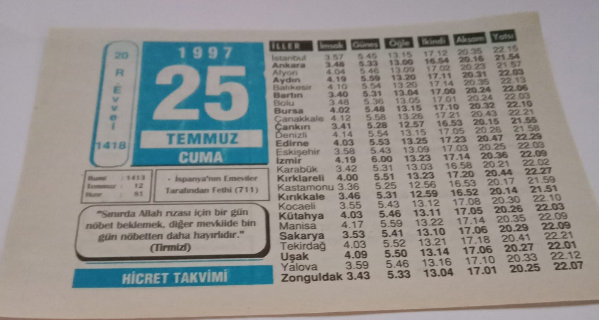 20 R. Evvel 1418
1997
25
TEMMUZ
CUMA
Rumi : 1413
Temmuz : 12
Hızır : 81
- İspanya'nın Emeviler
Tarafından Fethi (711)
"Sınırda Allah rızası için bir gün
nöbet beklemek, diğer mevkiide bin
gün nöbetten daha hayırlıdır."
(Tirmizî)
HİCRET TAKVİMİ
İLLER İmsak Güneş Öğle İkindi Akşam Yatsı
İstanbul 3.57 5.45 13.15 17.12 20.35 22.15
Ankara 3.48 5.33 13.00 16.54 20.16 21.54
Afyon 4.04 5.46 13.09 17.02 20.23 21.57
Aydın 4.19 5.59 13.20 17.11 20.31 22.03
Balıkesir 4.10 5.54 13.20 17.14 20.35 22.13
Bartın 3.40 5.31 13.04 17.00 20.24 22.06
Bolu 3.48 5.36 13.05 17.01 20.24 22.03
Bursa 4.02 5.48 13.15 17.10 20.32 22.10
Çanakkale 4.12 5.58 13.26 17.21 20.43 22.21
Çankırı 3.41 5.28 12.57 16.53 20.15 21.55
Denizli 4.14 5.54 13.15 17.05 20.26 21.58
Edirne 4.03 5.53 13.25 17.23 20.47 22.29
Eskişehir 3.58 5.43 13.09 17.03 20.25 22.03
İzmir 4.19 6.00 13.23 17.14 20.36 22.09
Karabük 3.42 5.31 13.03 16.58 20.21 22.02
Kırklareli 4.00 5.51 13.23 17.20 20.44 22.27
Kastamonu 3.36 5.25 12.56 16.53 20.17 21.59
Kırıkkale 3.46 5.31 12.59 16.52 20.14 21.51
Kocaeli 3.55 5.43 13.12 17.08 20.30 22.10
Kütahya 4.03 5.46 13.11 17.05 20.26 22.03
Manisa 4.17 5.59 13.22 17.14 20.35 22.09
Sakarya 3.53 5.41 13.10 17.06 20.29 22.09
Tekirdağ 4.03 5.52 13.21 17.18 20.41 22.21
Uşak 4.09 5.50 13.14 17.06 20.27 22.01
Yalova 3.59 5.46 13.16 17.10 20.33 22.12
Zonguldak 3.43 5.33 13.04 17.01 20.25 22.07